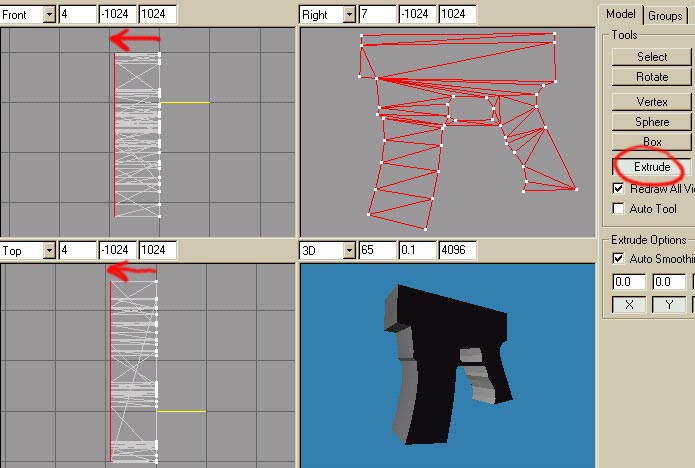 Front 4 -1024 1024
Right 7 -1024 1024
Model Groups
Tools
Select
Rotate
Vertex
Sphere
Box
Extrude
Redraw All Vi
Auto Tool
Top 4 -1024 1024
3D 65 0.1 4096
Extrude Options
Auto Smoothin
0.0 0.0
X Y